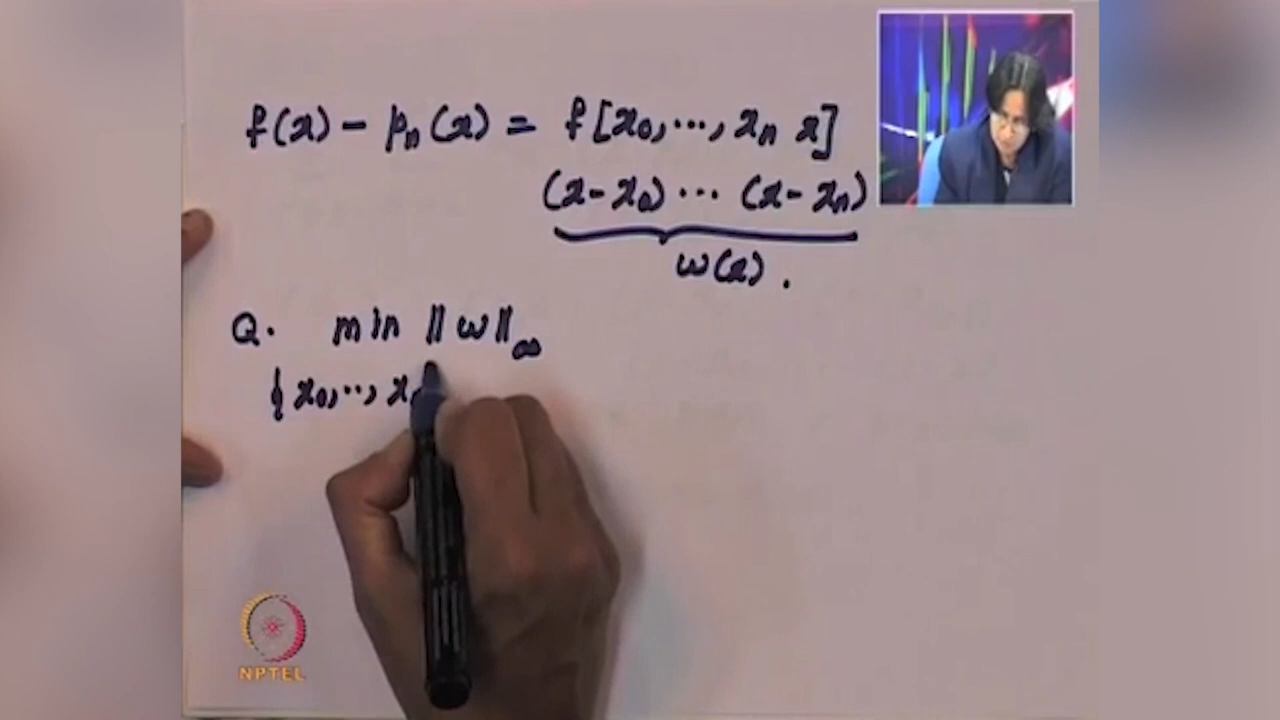 f(x) - pn(x) = f[x0, ..., xn x]
(x-x0) ... (x-xn)
w(x).
Q. min ||w||∞
{x0, .., x
NPTEL